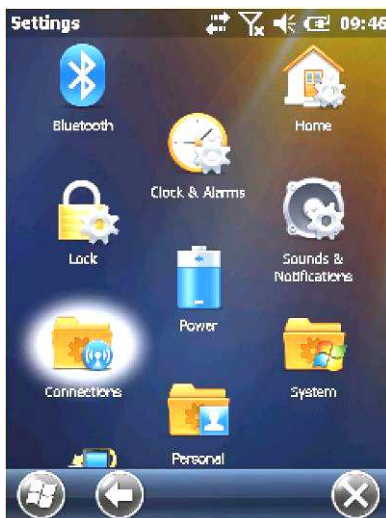 Settings
09:46
Bluetooth
Home
Clock & Alarms
Lock
Sounds &
Notifications
Power
Connections
System
Personal